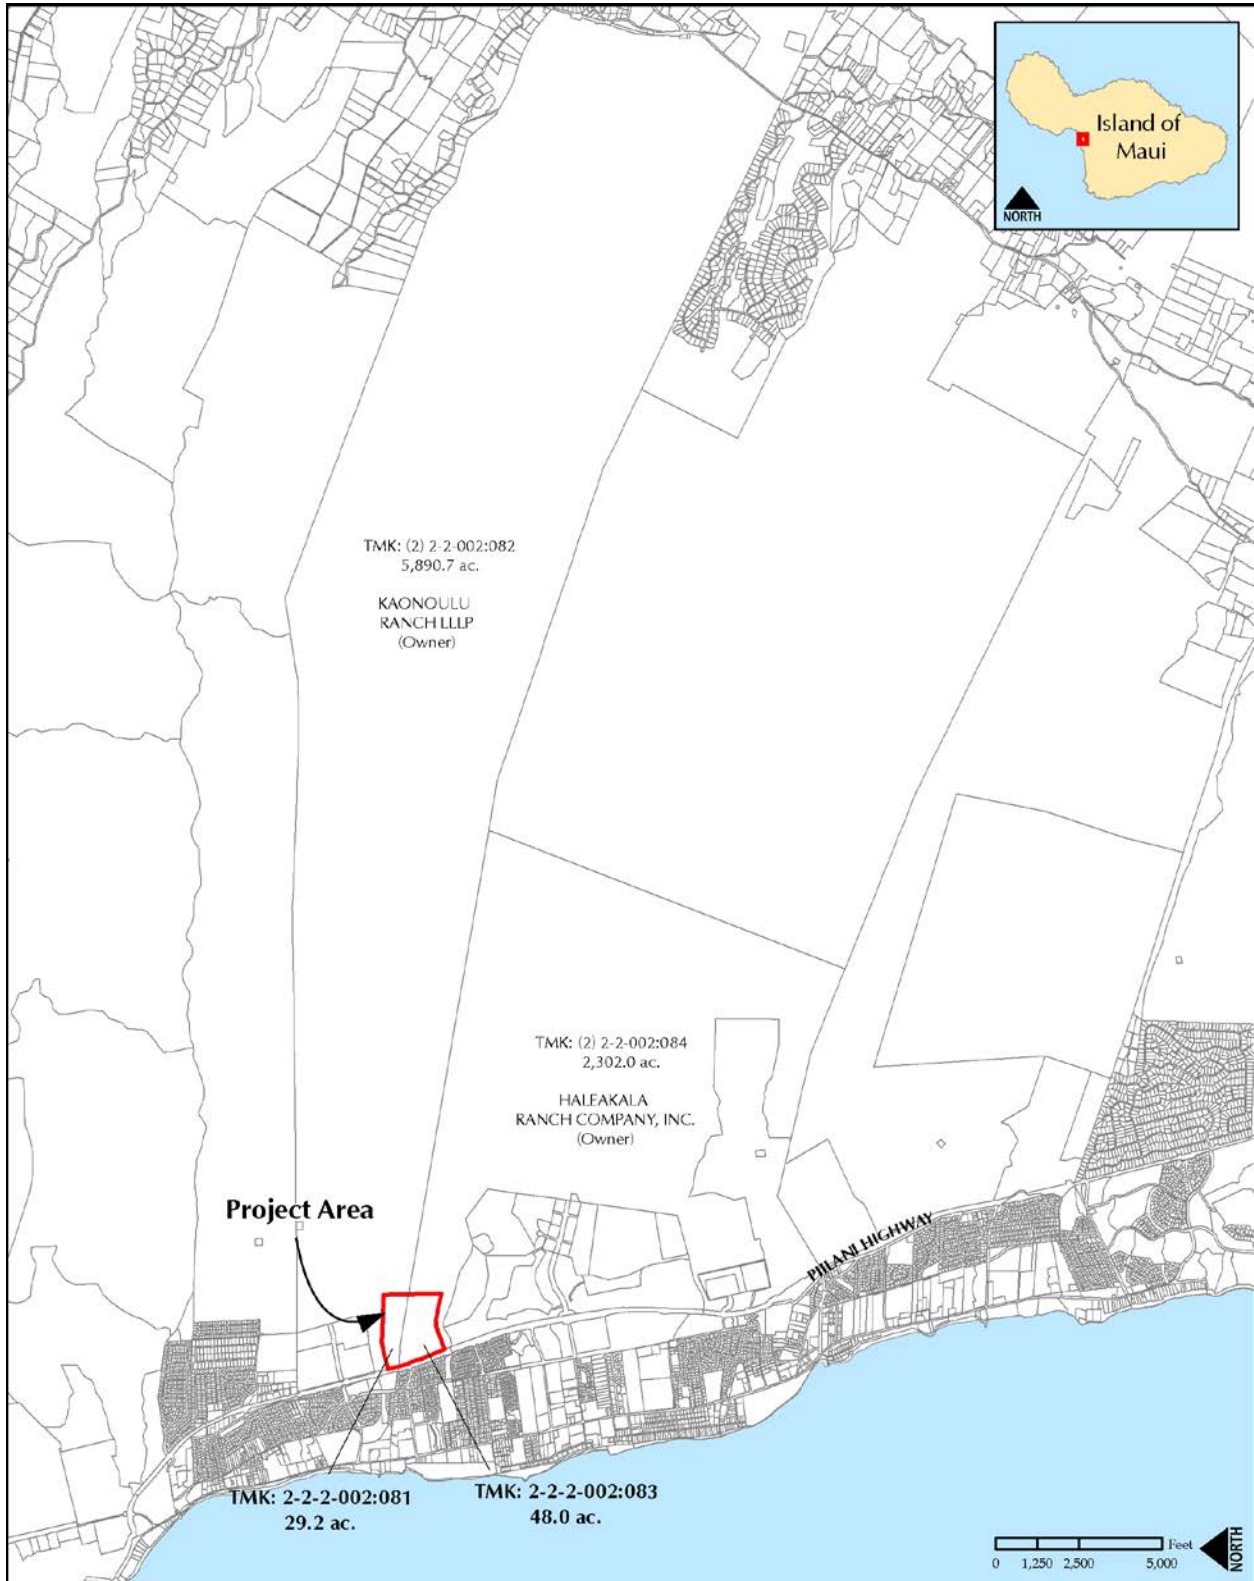 Island of
Maui
NORTH
TMK: (2) 2-2-002:082
5,890.7 ac.
KAONOULU
RANCH LLLP
(Owner)
TMK: (2) 2-2-002:084
2,302.0 ac.
HALEAKALA
RANCH COMPANY, INC.
(Owner)
Project Area
PIILANI HIGHWAY
TMK: 2-2-2-002:081
29.2 ac.
TMK: 2-2-2-002:083
48.0 ac.
Feet
0 1,250 2,500 5,000
NORTH